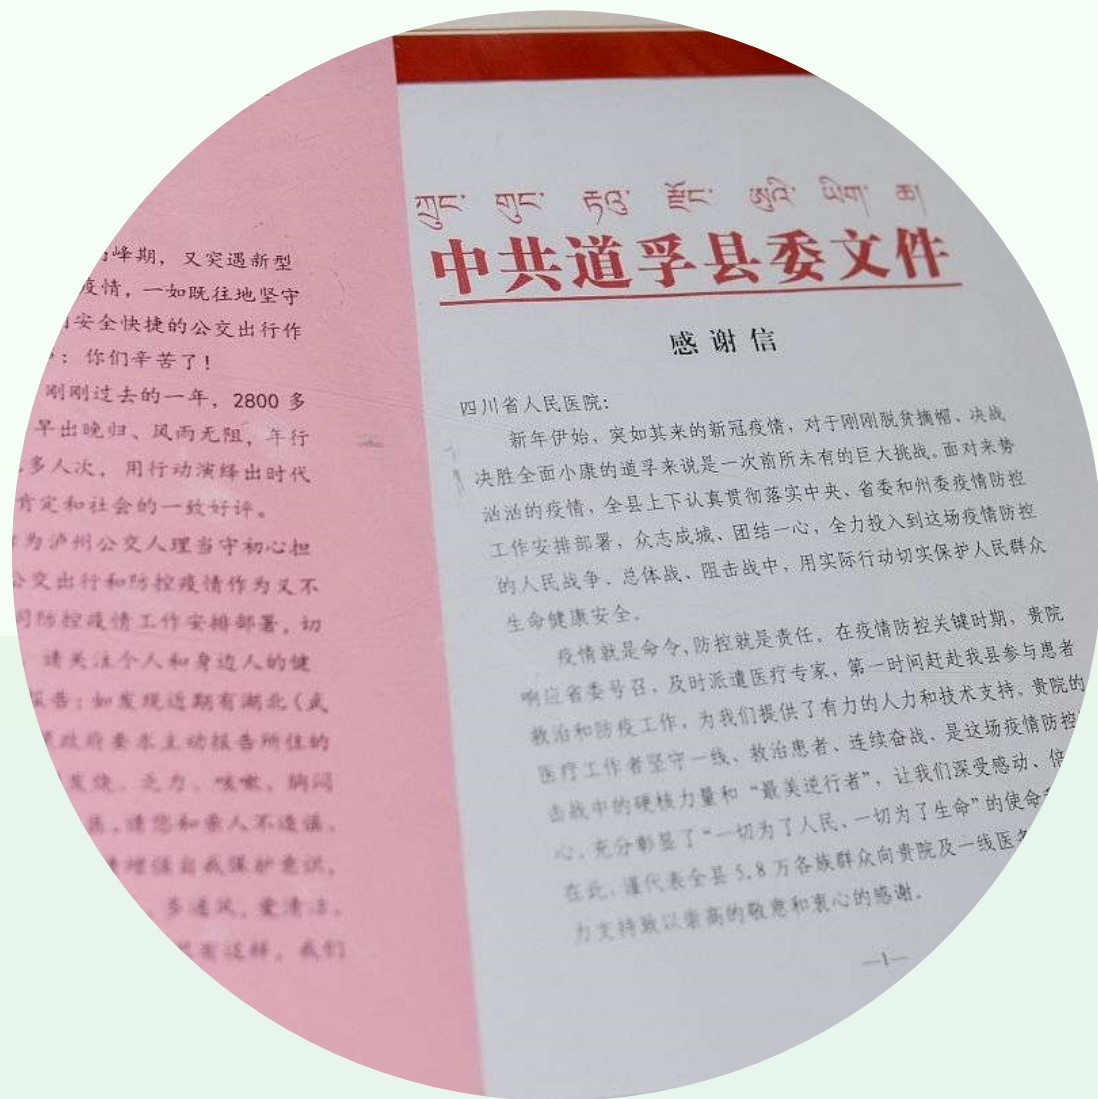 峰期，又突遇新型
疫情，一如既往地坚守
安全快捷的公交出行作
：你们辛苦了！
刚刚过去的一年，2800 多
早出晚归、风雨无阻，年行
多人次，用行动演绎出时代
肯定和社会的一致好评。
为泸州公交人理当守初心担
公交出行和防控疫情作为义不
防控疫情工作安排部署，切
请关注个人和身边人的健
报告；如发现近期有湖北（武
政府要求主动报告所住的
发烧、乏力、咳嗽、胸闷
请您和亲人不造谣、
增强自我保护意识，
多通风，爱清洁。
有这样，我们
ཀྲུང་ གུང་ རྟའུ་ རྫོང་ ཨུའི་ ཡིག་ ཆ།
中共道孚县委文件
感谢信
四川省人民医院：
新年伊始，突如其来的新冠疫情，对于刚刚脱贫摘帽、决战
决胜全面小康的道孚来说是一次前所未有的巨大挑战。面对来势
汹汹的疫情，全县上下认真贯彻落实中央、省委和州委疫情防控
工作安排部署，众志成城、团结一心，全力投入到这场疫情防控
的人民战争、总体战、阻击战中，用实际行动切实保护人民群众
生命健康安全。
疫情就是命令，防控就是责任。在疫情防控关键时期，贵院
响应省委号召，及时派遣医疗专家，第一时间赶赴我县参与患者
救治和防疫工作，为我们提供了有力的人力和技术支持。贵院的
医疗工作者坚守一线、救治患者、连续奋战，是这场疫情防控
击战中的硬核力量和“最美逆行者”，让我们深受感动、倍
心，充分彰显了“一切为了人民、一切为了生命”的使命
在此，谨代表全县 5.8 万各族群众向贵院及一线医
力支持致以崇高的敬意和衷心的感谢。
—1—